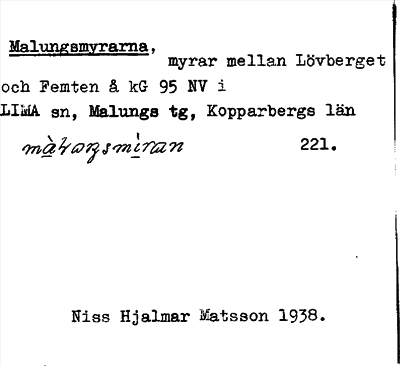 Malungsmyrarna,
myrar mellan Lövberget
och Femten å kG 95 NV i
LIMA sn, Malungs tg, Kopparbergs län
221.
Niss Hjalmar Matsson 1938.